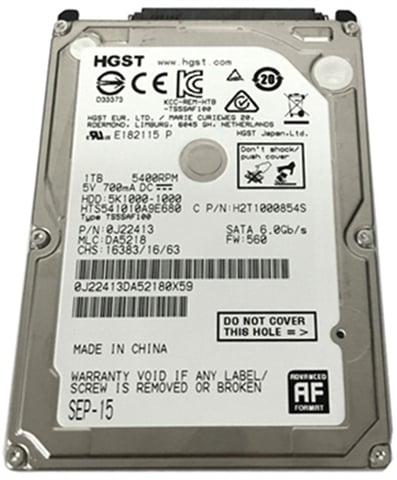 HGST
www.hgst.com
D33373
KCC-REM-HTB
-TS5SAF100
20
HGST EUR. LTD. / MARIE CURIEWEG 20,
ROERMOND, LIMBURG, 6045 GH, NETHERLANDS
E182115 P
HGST Japan,Ltd.
Don't shock/
push cover
1TB 5400RPM
5V 700mA DC
HDD: 5K1000-1000
HTS541010A9E680 C P/N:H2T1000854S
Type TS5SAF100
P/N: 0J22413 SATA 6.0Gb/s
MLC: DA5218 FW: 560
CHS: 16383/16/63
0J22413DA52180X59
DO NOT COVER
THIS HOLE = >
MADE IN CHINA
WARRANTY VOID IF ANY LABEL/
SCREW IS REMOVED OR BROKEN
SEP-15
ADVANCED
AF
FORMAT